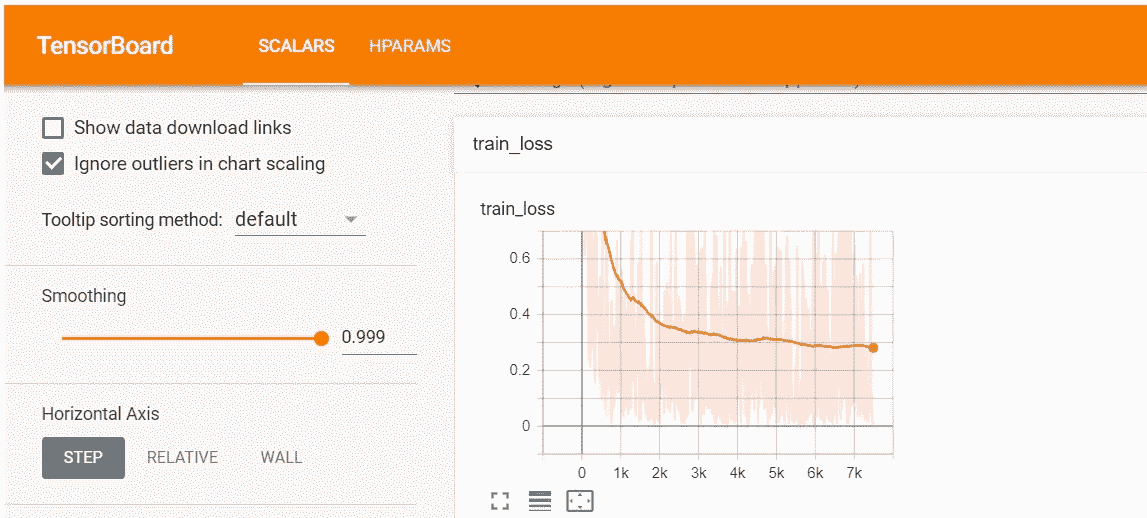 TensorBoard SCALARS HPARAMS
Show data download links
Ignore outliers in chart scaling
Tooltip sorting method: default
Smoothing
0.999
Horizontal Axis
STEP RELATIVE WALL
train_loss
train_loss
0.6
0.4
0.2
0
0 1k 2k 3k 4k 5k 6k 7k